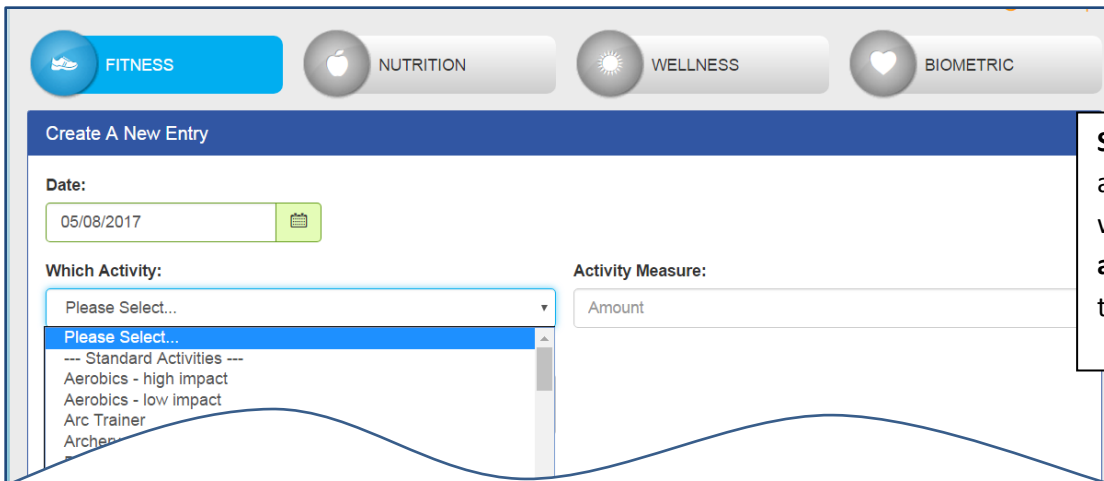 FITNESS NUTRITION WELLNESS BIOMETRIC
Create A New Entry
Date:
05/08/2017
Which Activity: Activity Measure:
Please Select... Amount
Please Select...
--- Standard Activities ---
Aerobics - high impact
Aerobics - low impact
Arc Trainer
Archery